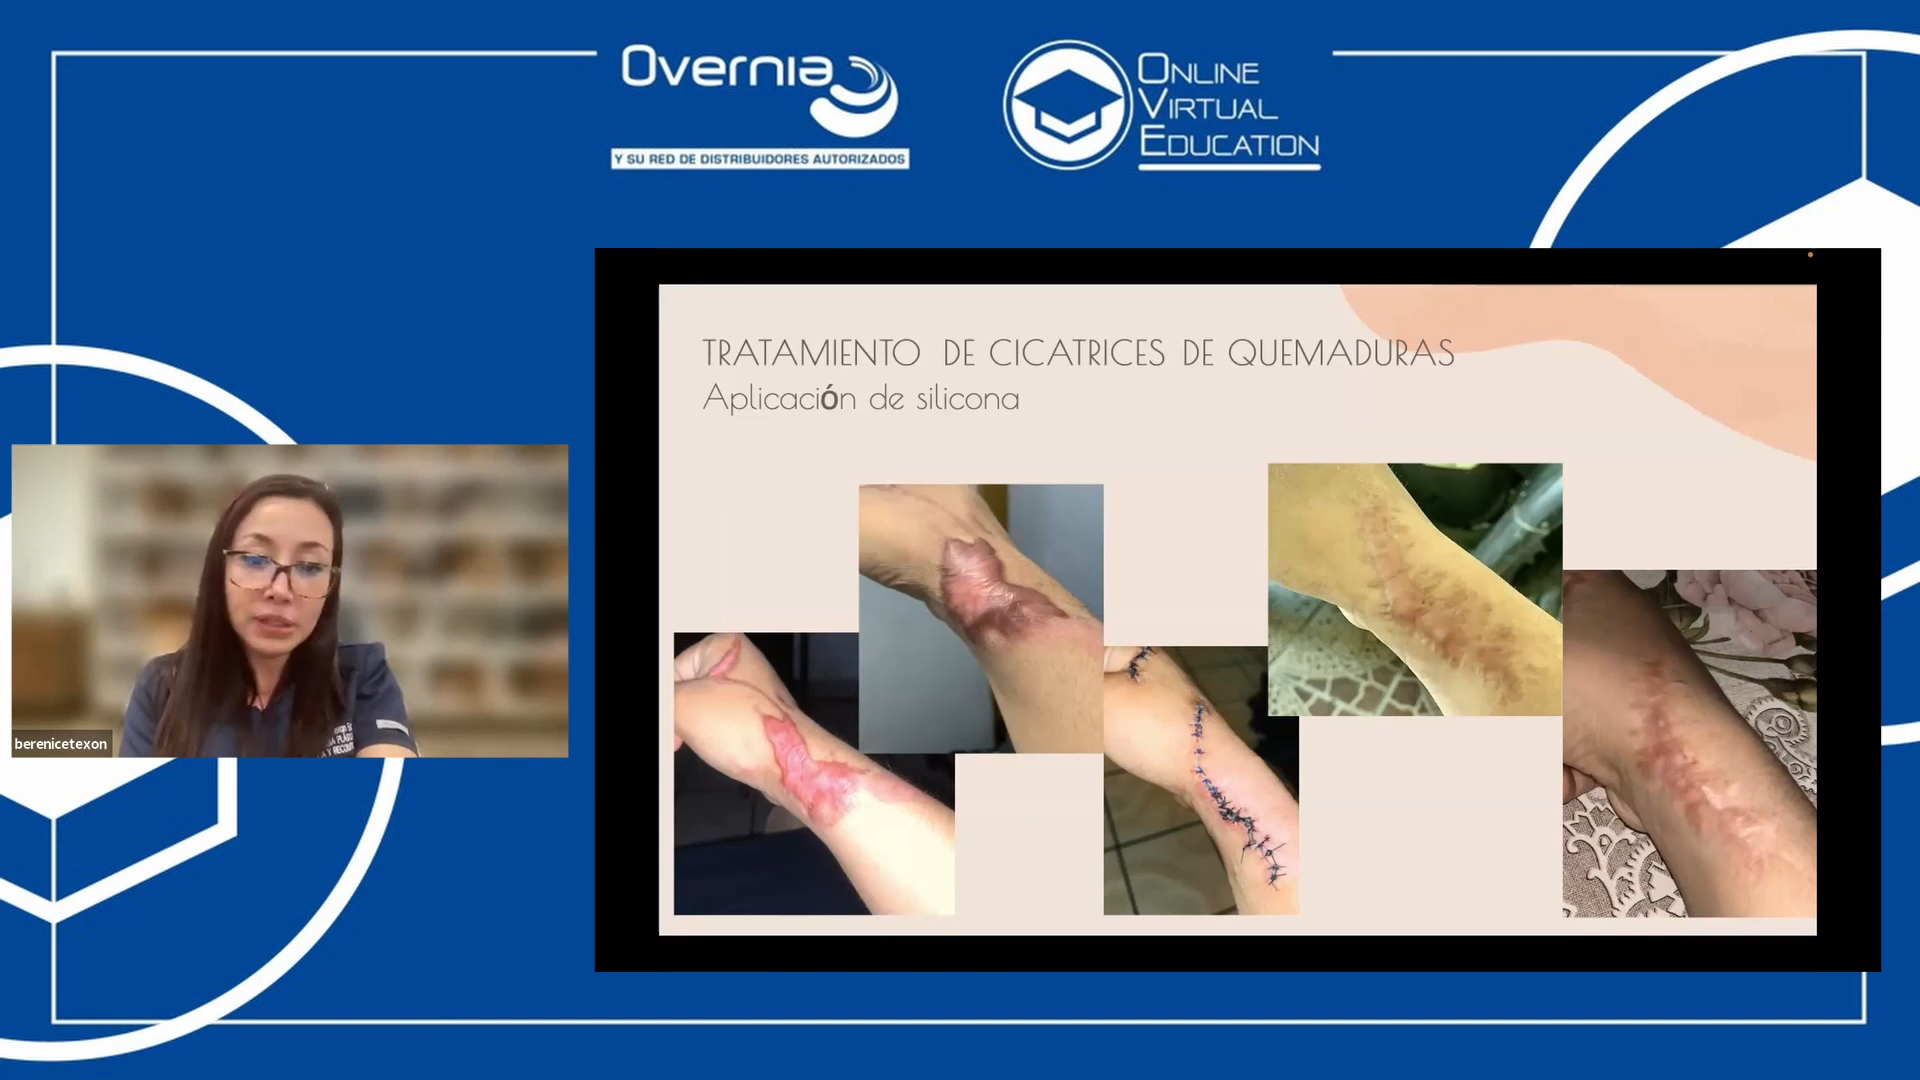 Overnia
Y SU RED DE DISTRIBUIDORES AUTORIZADOS
ONLINE
VIRTUAL
EDUCATION
TRATAMIENTO DE CICATRICES DE QUEMADURAS
Aplicación de silicona
berenicetexon